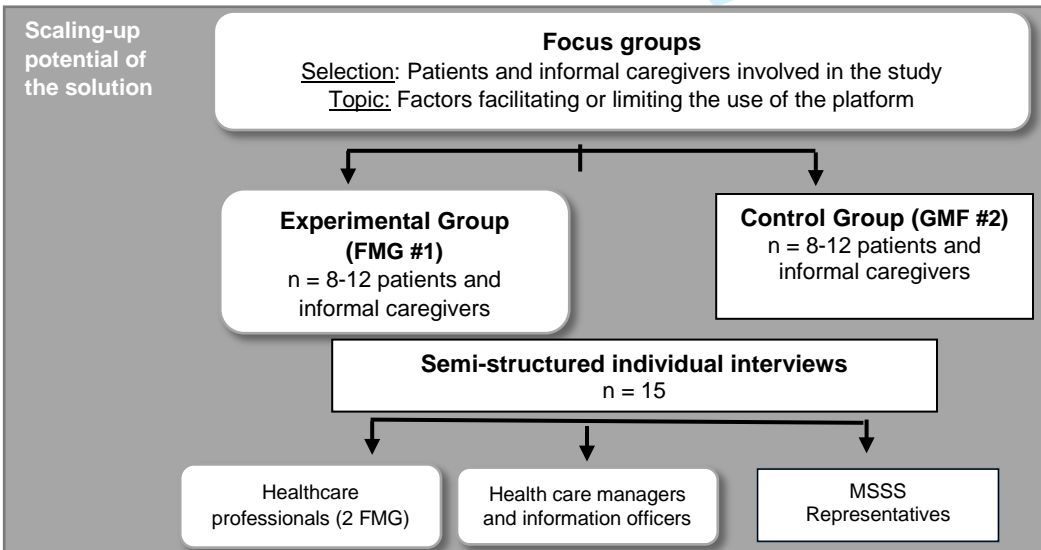 Scaling-up
potential of
the solution
Focus groups
Selection: Patients and informal caregivers involved in the study
Topic: Factors facilitating or limiting the use of the platform
Experimental Group
(FMG #1)
n = 8-12 patients and
informal caregivers
Control Group (GMF #2)
n = 8-12 patients and
informal caregivers
Semi-structured individual interviews
n = 15
Healthcare
professionals (2 FMG)
Health care managers
and information officers
MSSS
Representatives